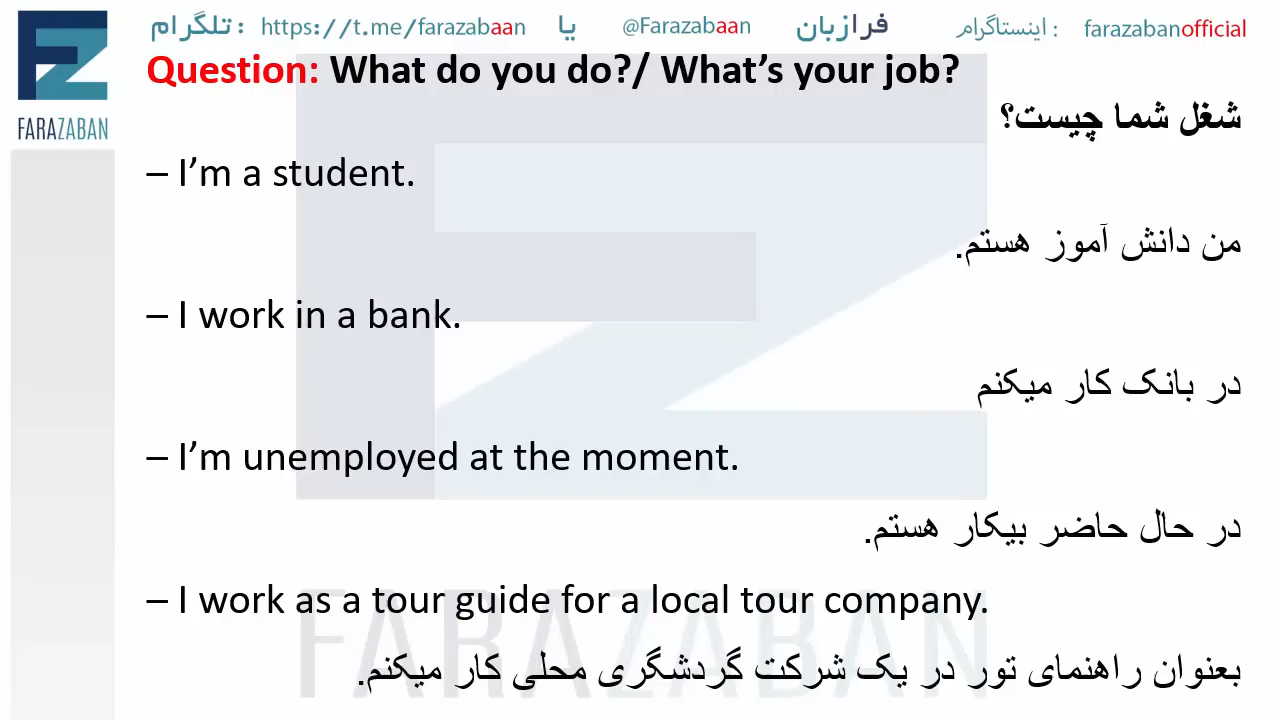 تلگرام : https://t.me/farazabaan یا @Farazabaan فرازبان اینستاگرام : farazabanofficial
FARAZABAN
Question: What do you do?/ What’s your job?
شغل شما چیست؟
– I’m a student.
من دانش آموز هستم.
– I work in a bank.
در بانک کار میکنم
– I’m unemployed at the moment.
در حال حاضر بیکار هستم.
– I work as a tour guide for a local tour company.
بعنوان راهنمای تور در یک شرکت گردشگری محلی کار میکنم.
FARAZABAN